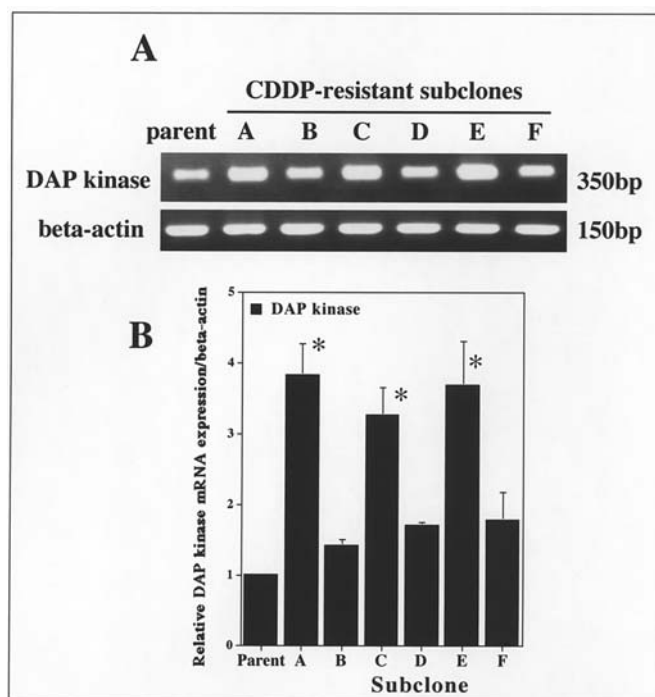 A
CDDP-resistant subclones
parent A B C D E F
DAP kinase 350bp
beta-actin 150bp
B
Relative DAP kinase mRNA expression/beta-actin
5
4
3
2
1
0
DAP kinase
*
*
*
Parent A B C D E F
Subclone